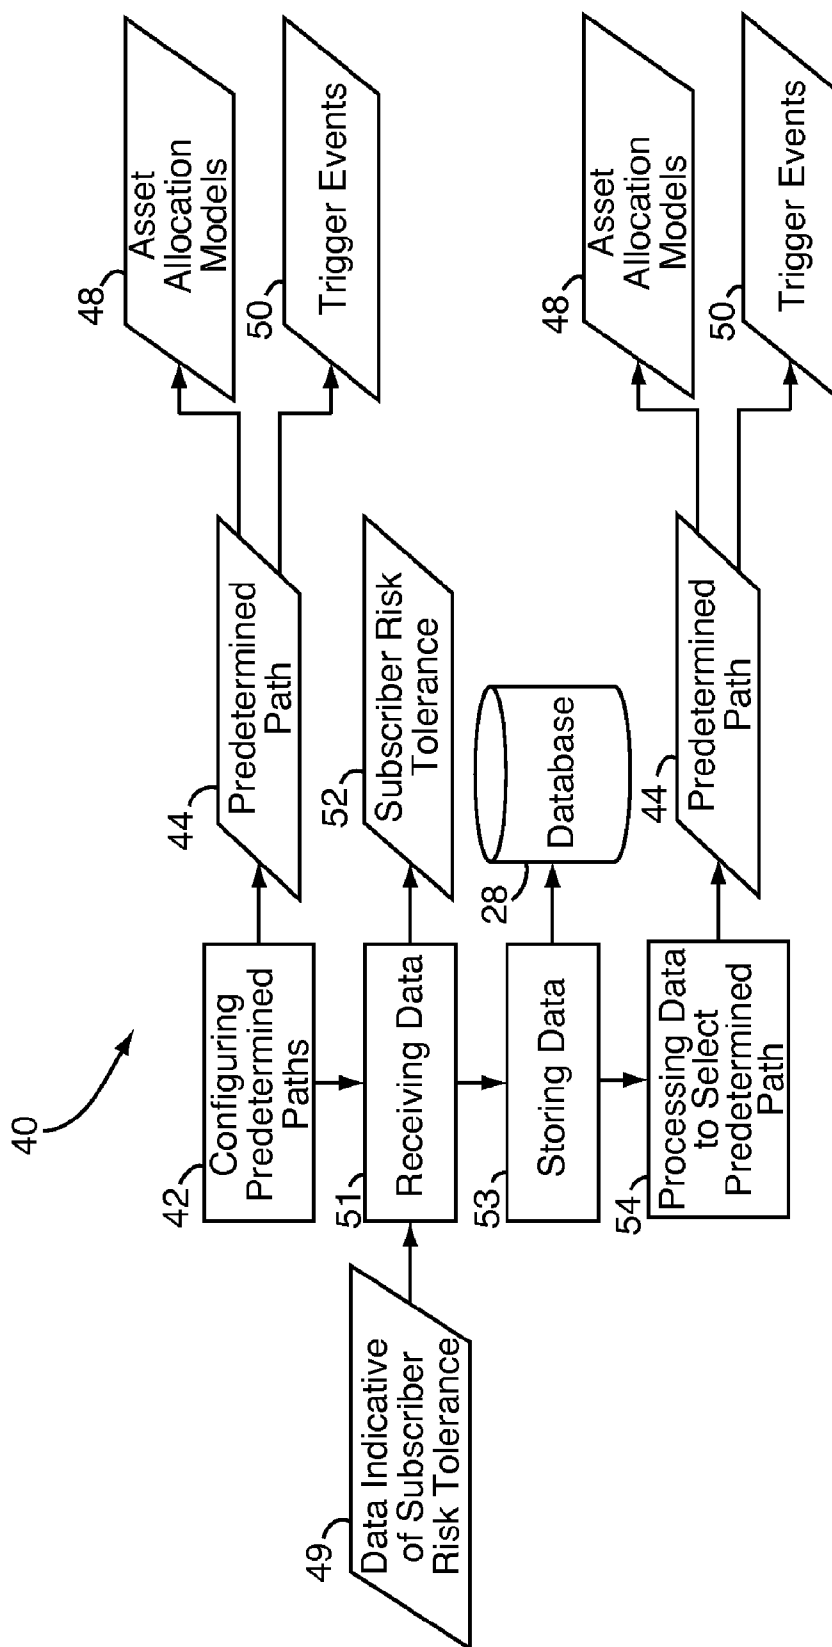 40
42
Configuring
Predetermined
Paths
44
Predetermined
Path
48
Asset
Allocation
Models
50
Trigger Events
49
Data Indicative
of Subscriber
Risk Tolerance
51
Receiving Data
52
Subscriber Risk
Tolerance
53
Storing Data
28
Database
54
Processing Data
to Select
Predetermined
Path
44
Predetermined
Path
48
Asset
Allocation
Models
50
Trigger Events